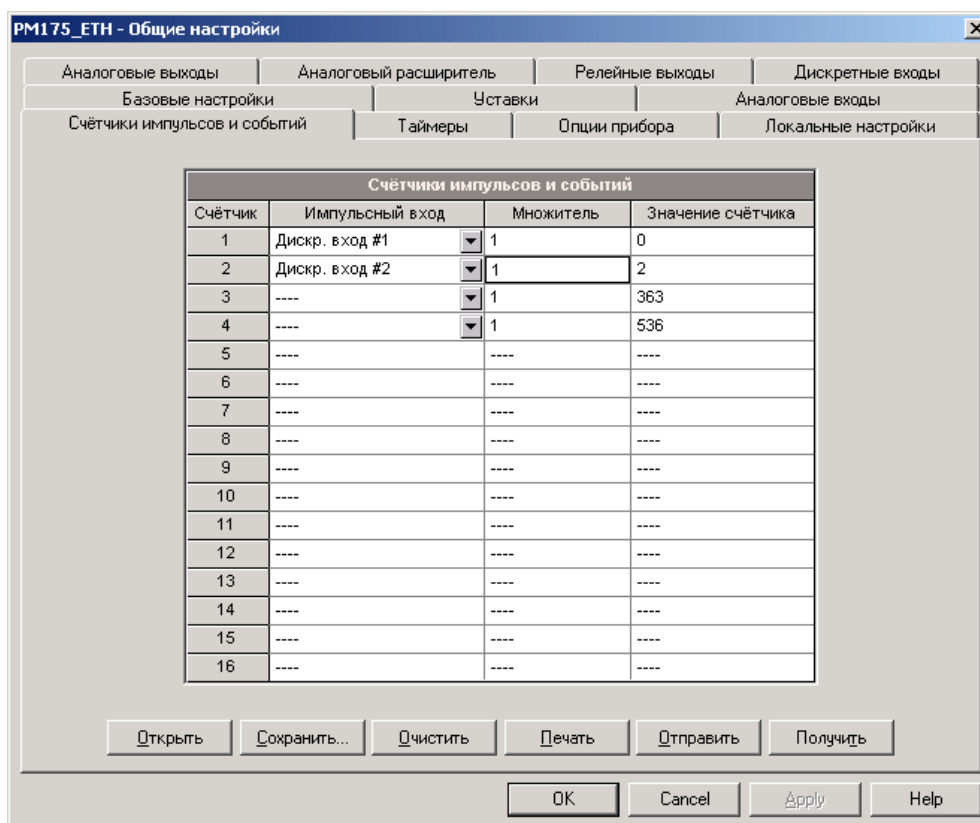 PM175_ETH - Общие настройки
Аналоговые выходы Аналоговый расширитель Релейные выходы Дискретные входы
Базовые настройки Уставки Аналоговые входы
Счётчики импульсов и событий Таймеры Опции прибора Локальные настройки
Счётчики импульсов и событий
Счётчик Импульсный вход Множитель Значение счётчика
1 Дискр. вход #1 1 0
2 Дискр. вход #2 1 2
3 ---- 1 363
4 ---- 1 536
5 ---- ---- ----
6 ---- ---- ----
7 ---- ---- ----
8 ---- ---- ----
9 ---- ---- ----
10 ---- ---- ----
11 ---- ---- ----
12 ---- ---- ----
13 ---- ---- ----
14 ---- ---- ----
15 ---- ---- ----
16 ---- ---- ----
Открыть Сохранить... Очистить Печать Отправить Получить
OK Cancel Apply Help